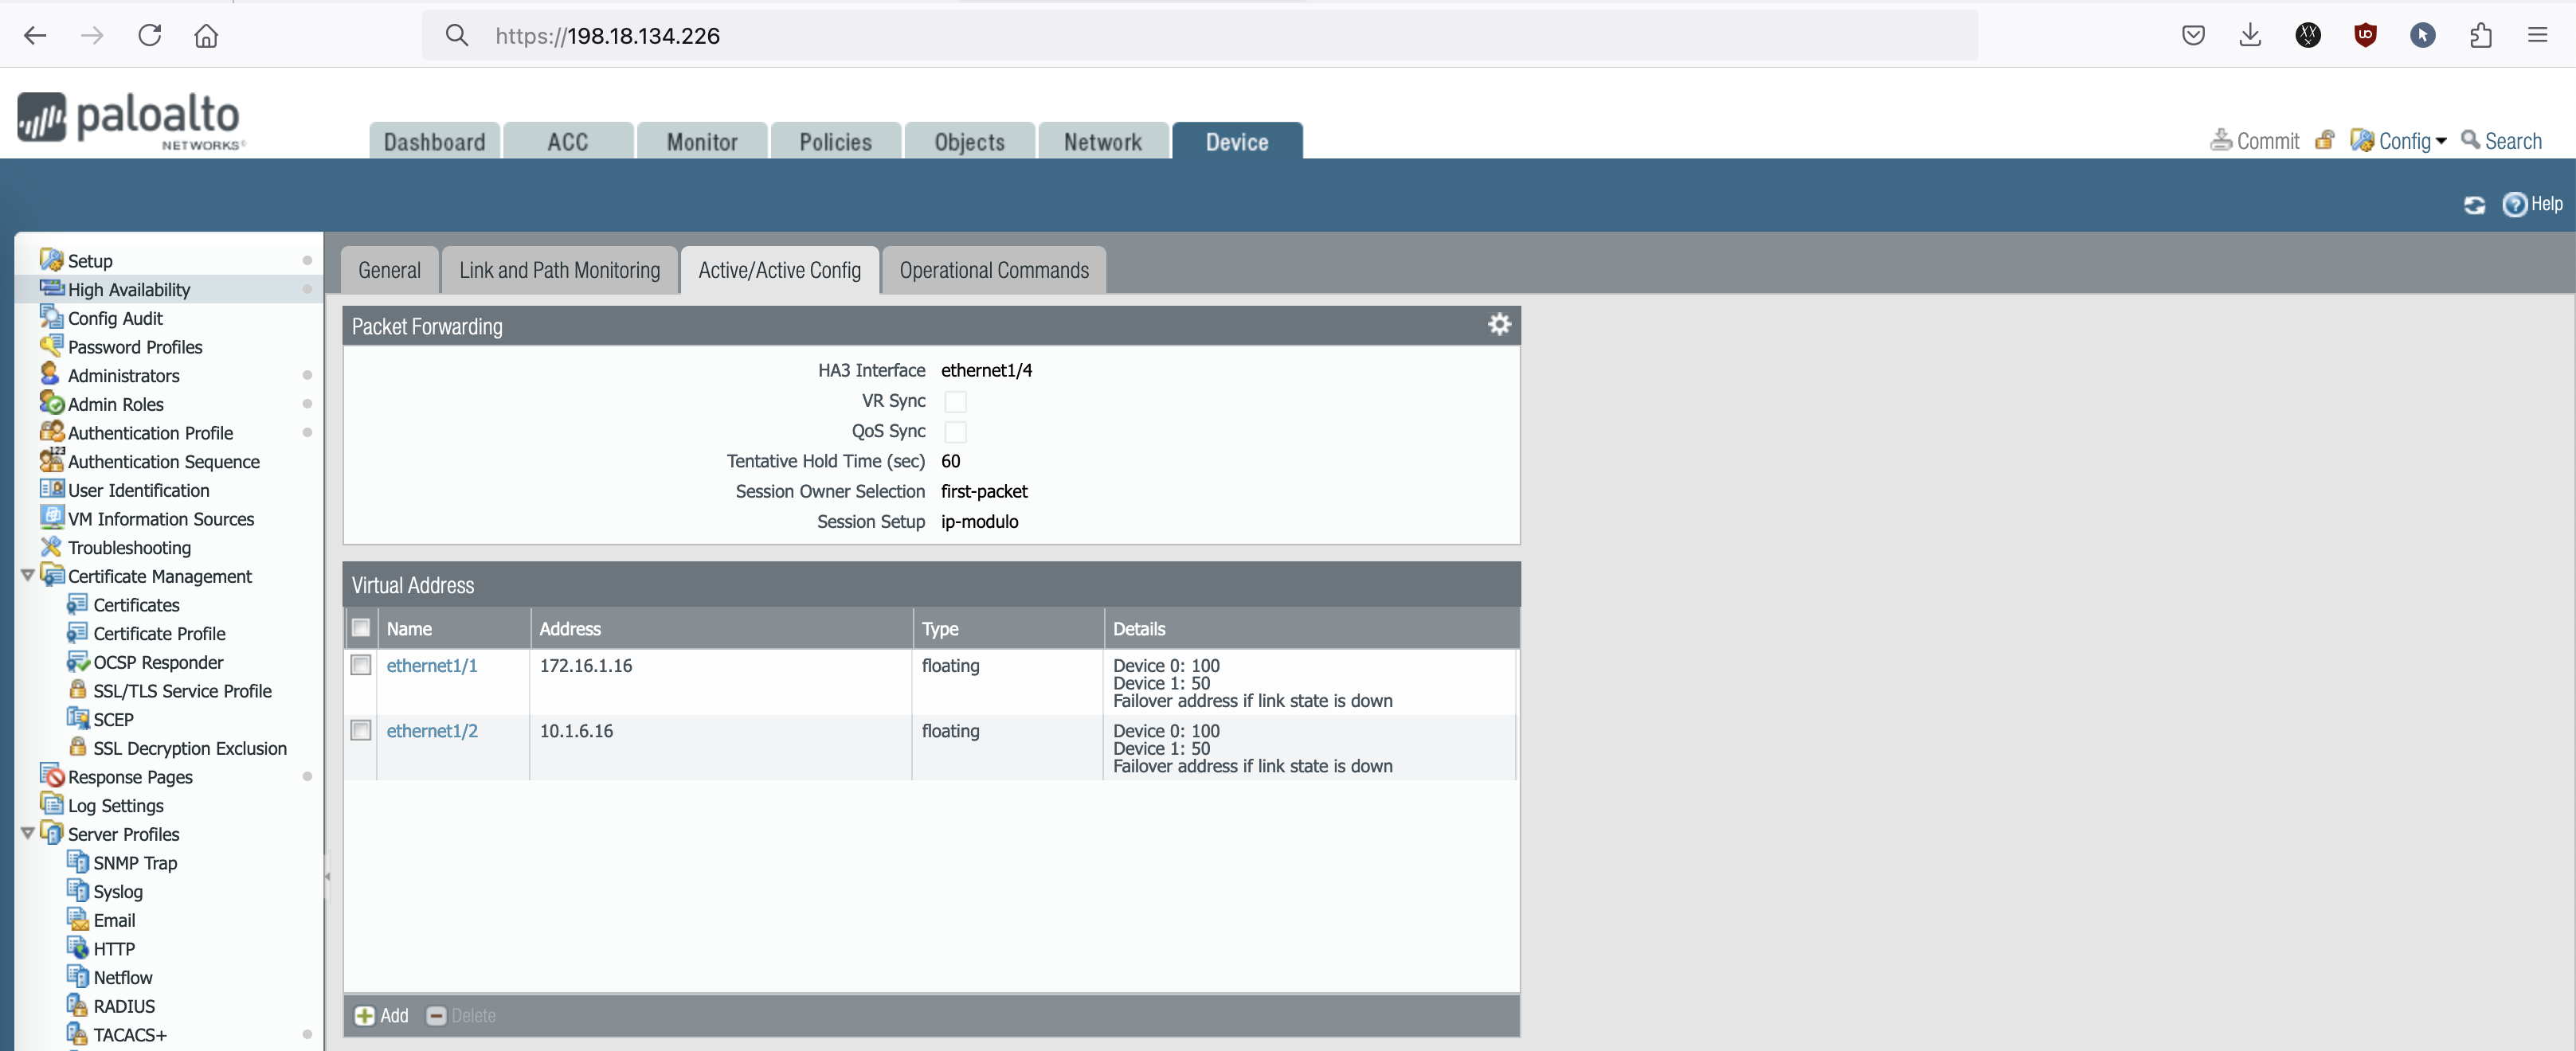 https://198.18.134.226
paloalto
NETWORKS®
Dashboard
ACC
Monitor
Policies
Objects
Network
Device
Commit
Config
Search
Help
Setup
High Availability
Config Audit
Password Profiles
Administrators
Admin Roles
Authentication Profile
Authentication Sequence
User Identification
VM Information Sources
Troubleshooting
Certificate Management
Certificates
Certificate Profile
OCSP Responder
SSL/TLS Service Profile
SCEP
SSL Decryption Exclusion
Response Pages
Log Settings
Server Profiles
SNMP Trap
Syslog
Email
HTTP
Netflow
RADIUS
TACACS+
General
Link and Path Monitoring
Active/Active Config
Operational Commands
Packet Forwarding
HA3 Interface ethernet1/4
VR Sync
QoS Sync
Tentative Hold Time (sec) 60
Session Owner Selection first-packet
Session Setup ip-modulo
Virtual Address
Name Address Type Details
ethernet1/1 172.16.1.16 floating Device 0: 100
Device 1: 50
Failover address if link state is down
ethernet1/2 10.1.6.16 floating Device 0: 100
Device 1: 50
Failover address if link state is down
Add Delete